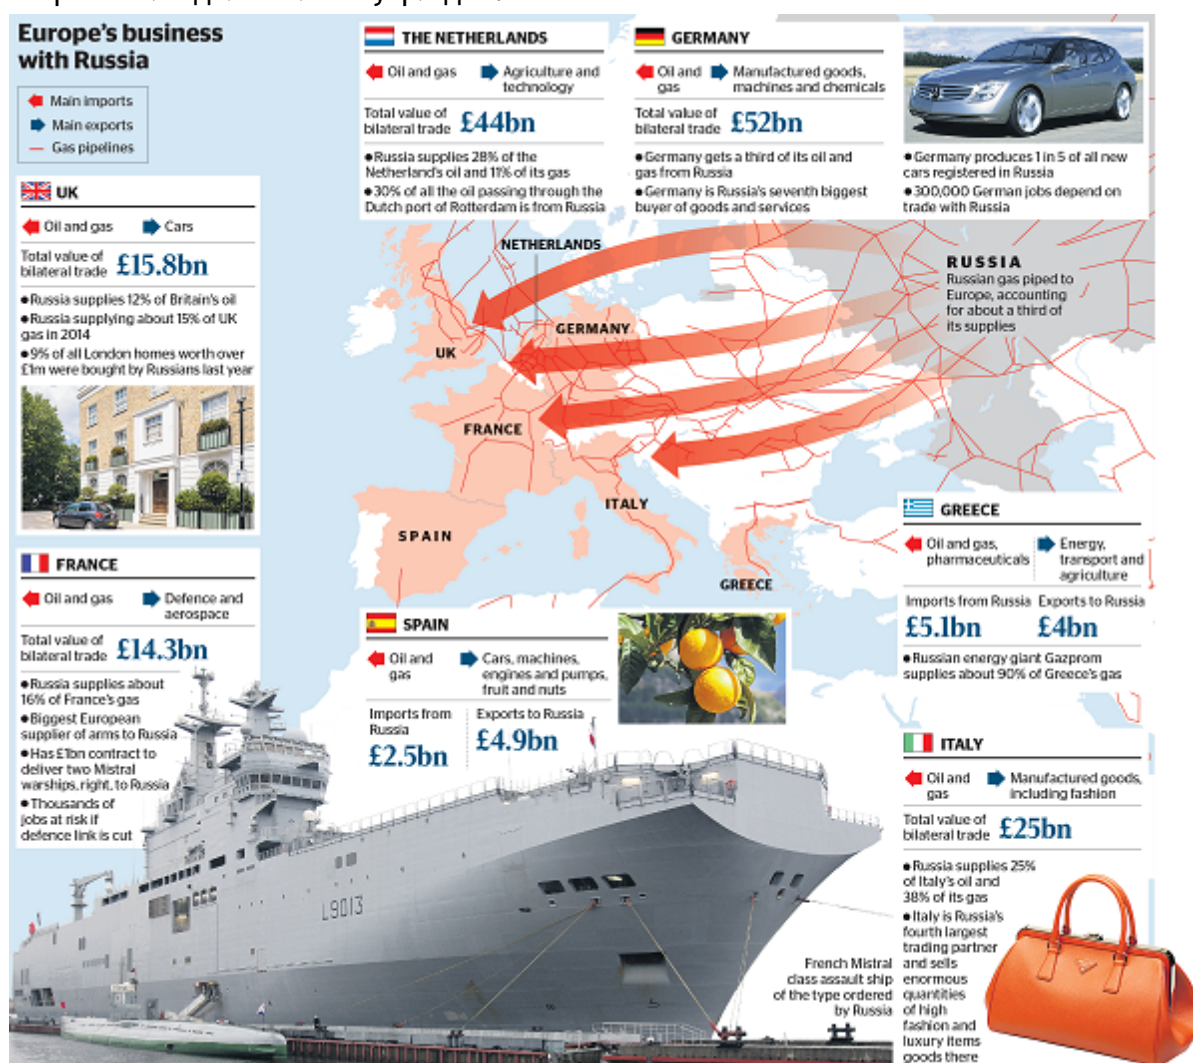 Europe's business
with Russia
Main imports
Main exports
Gas pipelines
UK
Oil and gas
Cars
Total value of
bilateral trade £15.8bn
●Russia supplies 12% of Britain's oil
●Russia supplying about 15% of UK
gas in 2014
●9% of all London homes worth over
£1m were bought by Russians last year
FRANCE
Oil and gas
Defence and
aerospace
Total value of
bilateral trade £14.3bn
●Russia supplies about
16% of France's gas
●Biggest European
supplier of arms to Russia
●Has £1bn contract to
deliver two Mistral
warships, right, to Russia
●Thousands of
jobs at risk if
defence link is cut
THE NETHERLANDS
Oil and gas
Agriculture and
technology
Total value of
bilateral trade £44bn
●Russia supplies 28% of the
Netherland's oil and 11% of its gas
●30% of all the oil passing through the
Dutch port of Rotterdam is from Russia
GERMANY
Oil and
gas
Manufactured goods,
machines and chemicals
Total value of
bilateral trade £52bn
●Germany gets a third of its oil and
gas from Russia
●Germany is Russia's seventh biggest
buyer of goods and services
●Germany produces 1 in 5 of all new
cars registered in Russia
●300,000 German jobs depend on
trade with Russia
NETHERLANDS
RUSSIA
Russian gas piped to
Europe, accounting
for about a third of
its supplies
GERMANY
UK
FRANCE
ITALY
SPAIN
GREECE
SPAIN
Oil and
gas
Cars, machines,
engines and pumps,
fruit and nuts
Imports from
Russia
£2.5bn
Exports to Russia
£4.9bn
GREECE
Oil and gas,
pharmaceuticals
Energy,
transport and
agriculture
Imports from Russia
£5.1bn
Exports to Russia
£4bn
●Russian energy giant Gazprom
supplies about 90% of Greece's gas
ITALY
Oil and
gas
Manufactured goods,
including fashion
Total value of
bilateral trade £25bn
●Russia supplies 25%
of Italy's oil and
38% of its gas
●Italy is Russia's
fourth largest
trading partner
and sells
enormous
quantities
of high
fashion and
luxury items
goods there
L9013
French Mistral
class assault ship
of the type ordered
by Russia